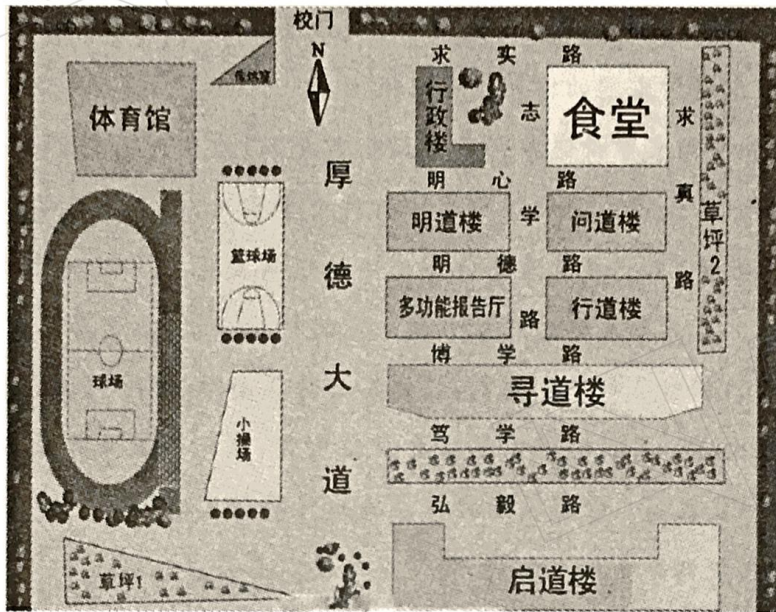 校门
N
求实路
体育馆
行政楼
志学路
食堂
求真路
厚德大道
明心路
明道楼
问道楼
草坪2
篮球场
明德路
多功能报告厅
行道楼
球场
博学路
寻道楼
小操场
笃学路
弘毅路
草坪1
启道楼